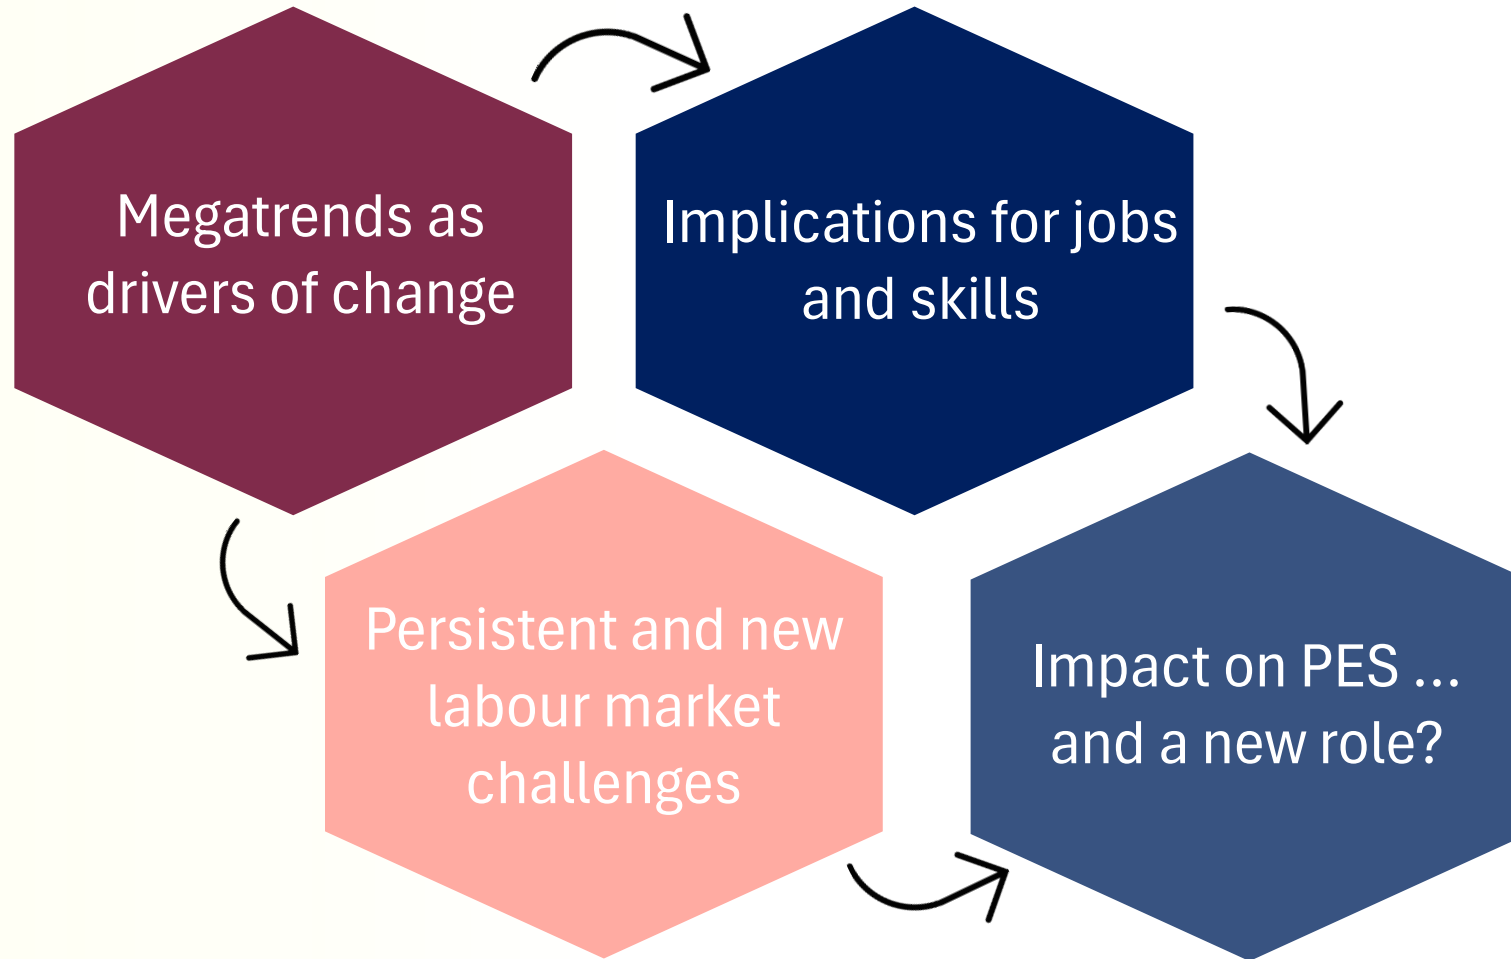 Megatrends as
drivers of change
Implications for jobs
and skills
Persistent and new
labour market
challenges
Impact on PES ...
and a new role?